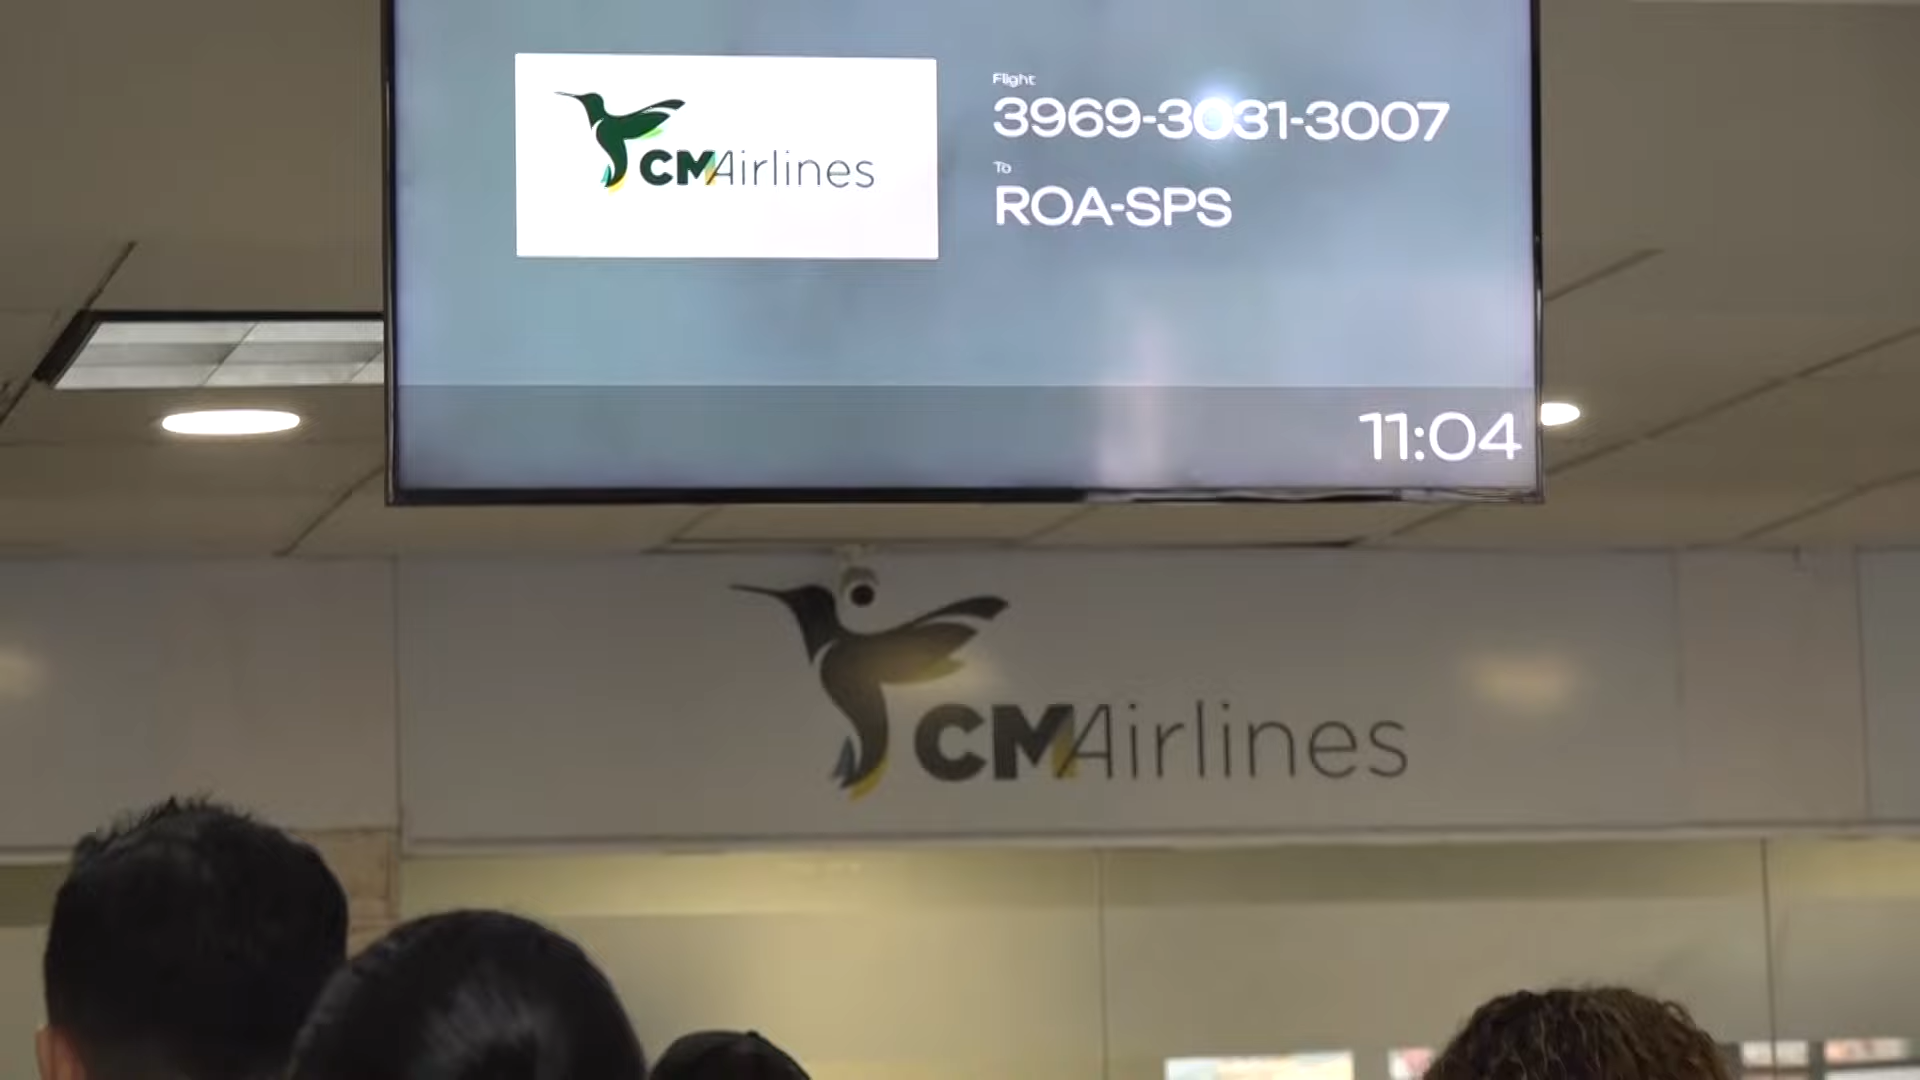 CMAirlines
Flight
3969-3031-3007
To
ROA-SPS
11:04
CMAirlines